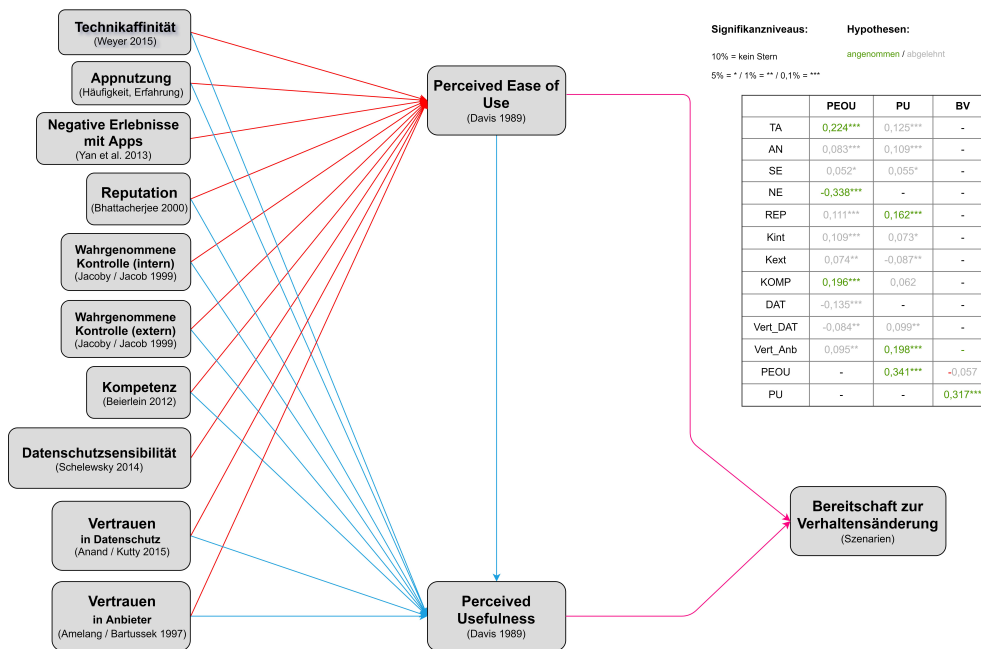 Technikaffinität
(Weyer 2015)
Appnutzung
(Häufigkeit, Erfahrung)
Negative Erlebnisse
mit Apps
(Yan et al. 2013)
Reputation
(Bhattacherjee 2000)
Wahrgenommene
Kontrolle (intern)
(Jacoby / Jacob 1999)
Wahrgenommene
Kontrolle (extern)
(Jacoby / Jacob 1999)
Kompetenz
(Beierlein 2012)
Datenschutzsensibilität
(Schelewsky 2014)
Vertrauen
in Datenschutz
(Anand / Kutty 2015)
Vertrauen
in Anbieter
(Amelang / Bartussek 1997)
Perceived Ease of
Use
(Davis 1989)
Perceived
Usefulness
(Davis 1989)
Bereitschaft zur
Verhaltensänderung
(Szenarien)
Signifikanzniveaus:
10% = kein Stern
5% = * / 1% = ** / 0,1% = ***
Hypothesen:
angenommen / abgelehnt
PEOU PU BV
TA 0,224*** 0,125*** -
AN 0,083*** 0,109*** -
SE 0,052* 0,055* -
NE -0,338*** - -
REP 0,111*** 0,162*** -
Kint 0,109*** 0,073* -
Kext 0,074** -0,087** -
KOMP 0,196*** 0,062 -
DAT -0,135*** - -
Vert_DAT -0,084** 0,099** -
Vert_Anb 0,095** 0,198*** -
PEOU - 0,341*** -0,057
PU - - 0,317***